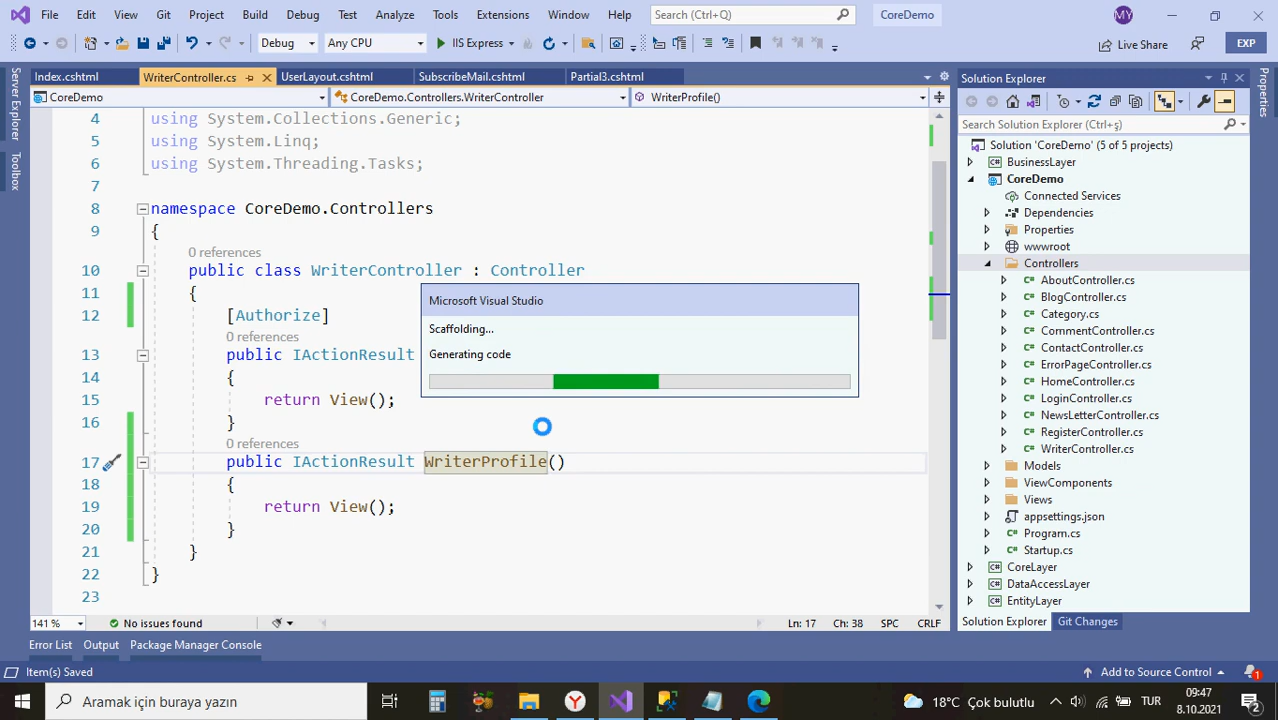 File Edit View Git Project Build Debug Test Analyze Tools Extensions Window Help Search (Ctrl+Q) CoreDemo MY
Debug Any CPU IIS Express Live Share EXP
Index.cshtml WriterController.cs UserLayout.cshtml SubscribeMail.cshtml Partial3.cshtml
CoreDemo CoreDemo.Controllers.WriterController WriterProfile()
Server Explorer
Toolbox
4 using System.Collections.Generic;
5 using System.Linq;
6 using System.Threading.Tasks;
7
8 namespace CoreDemo.Controllers
9 {
0 references
10 public class WriterController : Controller
11 {
12 [Authorize]
0 references
13 public IActionResult
14 {
15 return View();
16 }
0 references
17 public IActionResult WriterProfile()
18 {
19 return View();
20 }
21 }
22 }
23
Microsoft Visual Studio
Scaffolding...
Generating code
141 % No issues found Ln: 17 Ch: 38 SPC CRLF
Error List Output Package Manager Console
Item(s) Saved Add to Source Control 1
Solution Explorer
Search Solution Explorer (Ctrl+ş)
Solution 'CoreDemo' (5 of 5 projects)
BusinessLayer
CoreDemo
Connected Services
Dependencies
Properties
wwwroot
Controllers
AboutController.cs
BlogController.cs
Category.cs
CommentController.cs
ContactController.cs
ErrorPageController.cs
HomeController.cs
LoginController.cs
NewsLetterController.cs
RegisterController.cs
WriterController.cs
Models
ViewComponents
Views
appsettings.json
Program.cs
Startup.cs
CoreLayer
DataAccessLayer
EntityLayer
Solution Explorer Git Changes
Properties
Aramak için buraya yazın 18°C Çok bulutlu TUR 09:47
8.10.2021 2